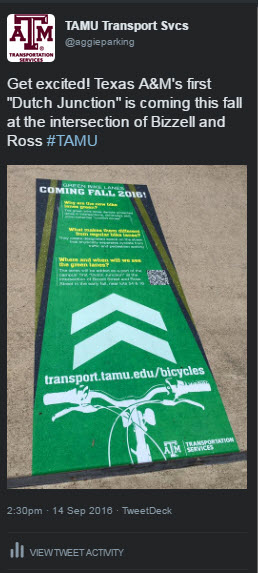 TAMU Transport Svcs
@aggieparking
ĀTM
TRANSPORTATION
SERVICES
Get excited! Texas A&M's first
"Dutch Junction" is coming this fall
at the intersection of Bizzell and
Ross #TAMU
GREEN BIKE LANES
COMING FALL 2016!
Why are the new bike
lanes green?
What makes them different
from regular bike lanes?
Where and when will we see
the green lanes?
transport.tamu.edu/bicycles
ĀTM
TRANSPORTATION
SERVICES
2:30pm · 14 Sep 2016 · TweetDeck
VIEW TWEET ACTIVITY